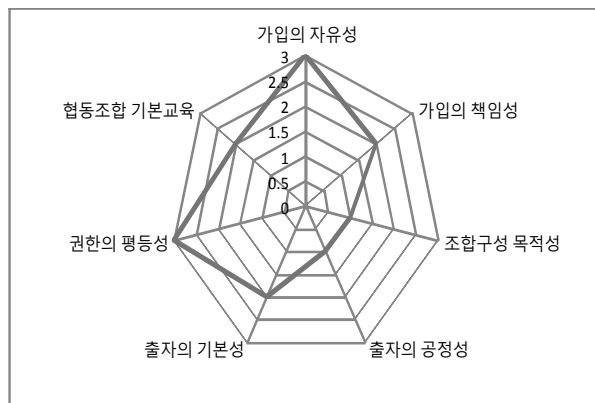 가입의 자유성
3
2.5
2
1.5
1
0.5
0
협동조합 기본교육
가입의 책임성
권한의 평등성
조합구성 목적성
출자의 기본성
출자의 공정성